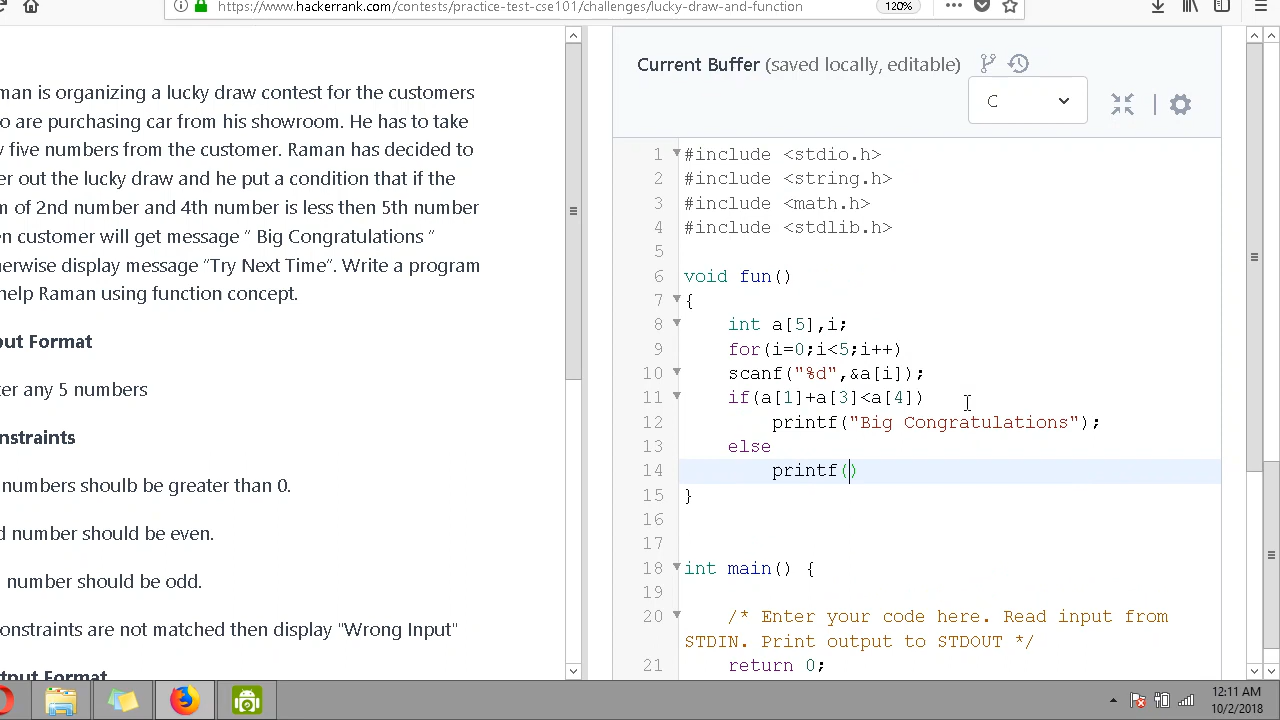 https://www.hackerrank.com/contests/practice-test-cse101/challenges/lucky-draw-and-function
120%
man is organizing a lucky draw contest for the customers
o are purchasing car from his showroom. He has to take
five numbers from the customer. Raman has decided to
er out the lucky draw and he put a condition that if the
m of 2nd number and 4th number is less then 5th number
en customer will get message “ Big Congratulations ”
erwise display message “Try Next Time”. Write a program
help Raman using function concept.
ut Format
ter any 5 numbers
nstraints
numbers shoulb be greater than 0.
d number should be even.
number should be odd.
onstraints are not matched then display "Wrong Input"
tput Format
Current Buffer (saved locally, editable)
C
1 #include <stdio.h>
2 #include <string.h>
3 #include <math.h>
4 #include <stdlib.h>
5
6 void fun()
7 {
8 int a[5],i;
9 for(i=0;i<5;i++)
10 scanf("%d",&a[i]);
11 if(a[1]+a[3]<a[4])
12 printf("Big Congratulations");
13 else
14 printf()
15 }
16
17
18 int main() {
19
20 /* Enter your code here. Read input from
STDIN. Print output to STDOUT */
21 return 0;
12:11 AM
10/2/2018